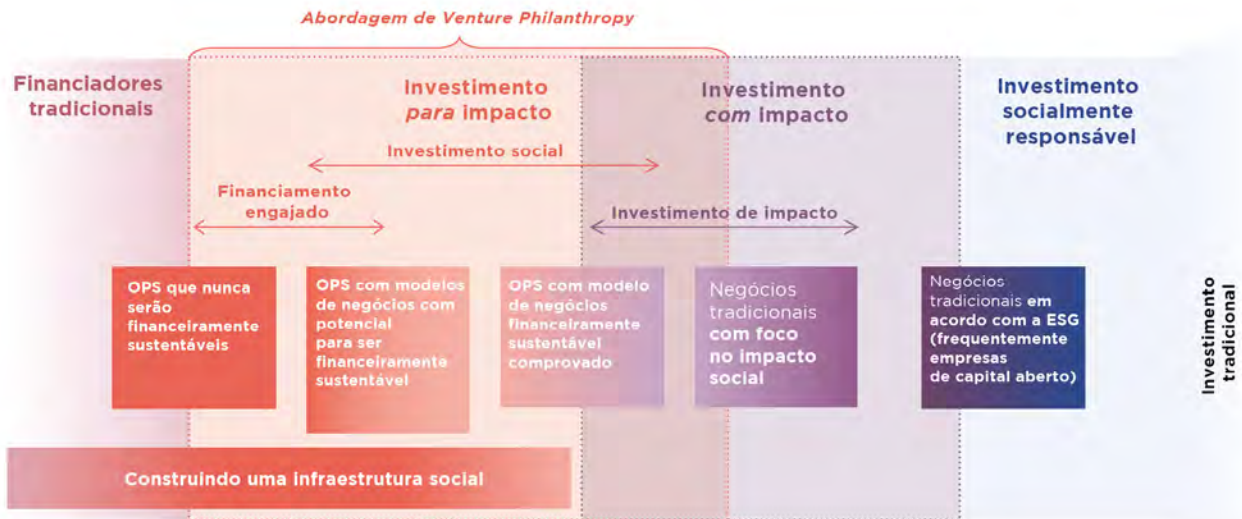 Abordagem de Venture Philanthropy
Financiadores
tradicionais
Investimento
para impacto
Investimento
com impacto
Investimento
socialmente
responsável
Investimento social
Financiamento
engajado
Investimento de impacto
OPS que nunca
serão
financeiramente
sustentáveis
OPS com modelos
de negócios com
potencial
para ser
financeiramente
sustentável
OPS com modelo
de negócios
financeiramente
sustentável
comprovado
Negócios
tradicionais
com foco
no impacto
social
Negócios
tradicionais em
acordo com a ESG
(frequentemente
empresas
de capital aberto)
Investimento
tradicional
Construindo uma infraestrutura social